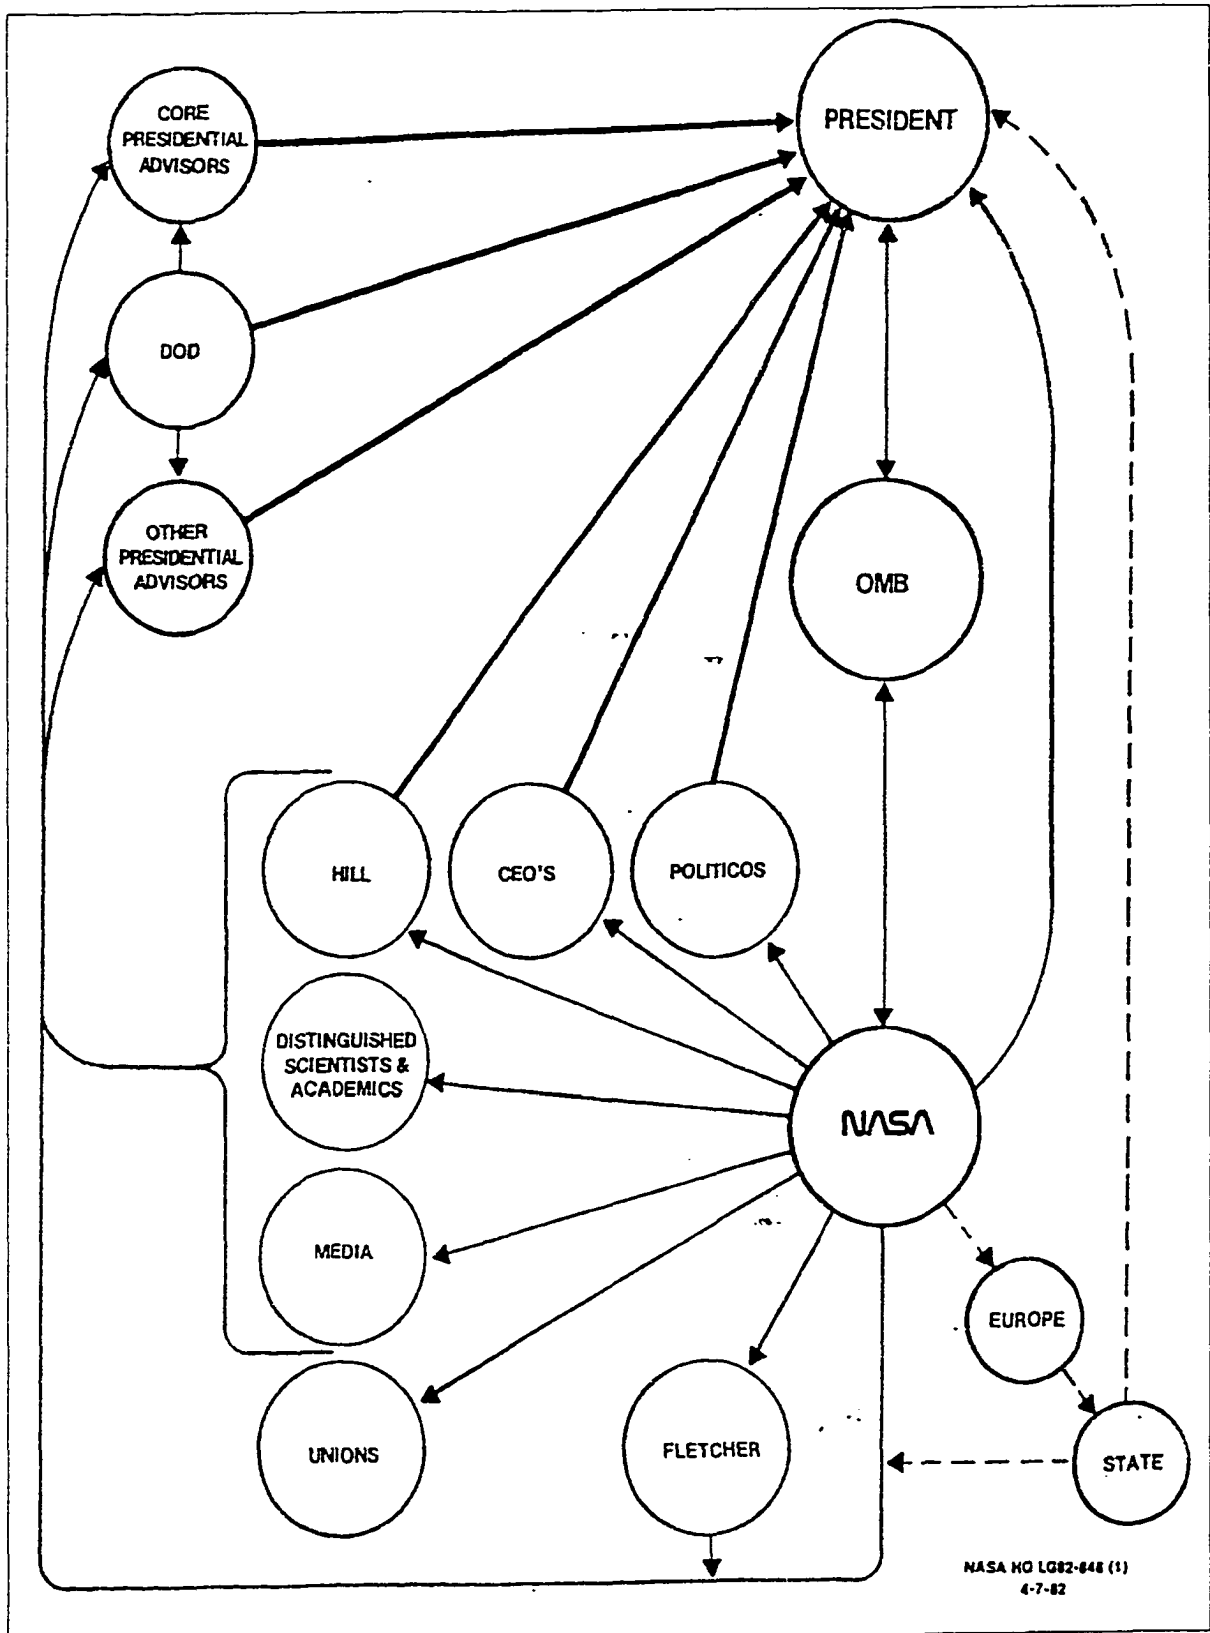 CORE
PRESIDENTIAL
ADVISORS
PRESIDENT
DOD
OTHER
PRESIDENTIAL
ADVISORS
OMB
HILL
CEO'S
POLITICOS
DISTINGUISHED
SCIENTISTS &
ACADEMICS
NASA
MEDIA
EUROPE
UNIONS
FLETCHER
STATE
NASA HQ LG82-646 (1)
4-7-82